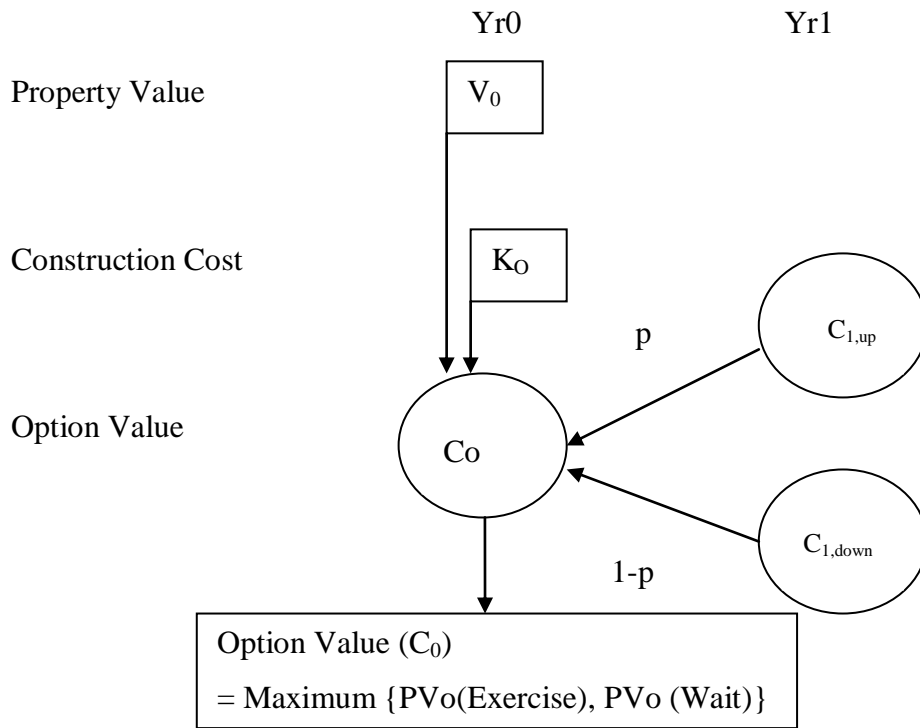 Yr0 Yr1
Property Value V₀
Construction Cost K_O
C₁,up
p
Option Value
Co
C₁,down
1-p
Option Value (C₀)
= Maximum {PVo(Exercise), PVo (Wait)}